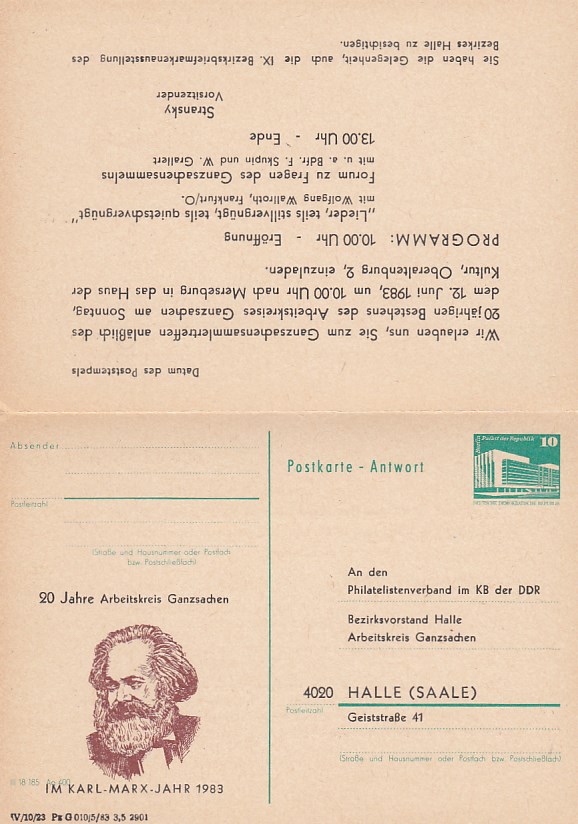 Datum des Poststempels
Wir erlauben uns, Sie zum Ganzsachensammlertreffen anläßlich des
20jährigen Bestehens des Arbeitskreises Ganzsachen am Sonntag,
dem 12. Juni 1983, um 10.00 Uhr nach Merseburg in das Haus der
Kultur, Oberaltenburg 2, einzuladen.
PROGRAMM: 10.00 Uhr - Eröffnung
„Lieder, teils stillvergnügt, teils quietschvergnügt"
mit Wolfgang Wallroth, Frankfurt/O.
Forum zu Fragen des Ganzsachensammelns
mit u. a. Bdfr. F. Skupin und W. Grallert
13.00 Uhr - Ende
Stransky
Vorsitzender
Sie haben die Gelegenheit, auch die IX. Bezirksbriefmarkenausstellung des
Bezirkes Halle zu besichtigen.
Absender
Postleitzahl
(Straße und Hausnummer oder Postfach
bzw. Postschließfach)
20 Jahre Arbeitskreis Ganzsachen
III 18 185 Ag 400
IM KARL-MARX-JAHR 1983
IV/10/23 Pz G 010/5/83 3,5 2901
Postkarte - Antwort
Berlin Palast der Republik 10
DEUTSCHE DEMOKRATISCHE REPUBLIK
An den
Philatelistenverband im KB der DDR
Bezirksvorstand Halle
Arbeitskreis Ganzsachen
4020 HALLE (SAALE)
Postleitzahl
Geiststraße 41
(Straße und Hausnummer oder Postfach bzw. Postschließfach)